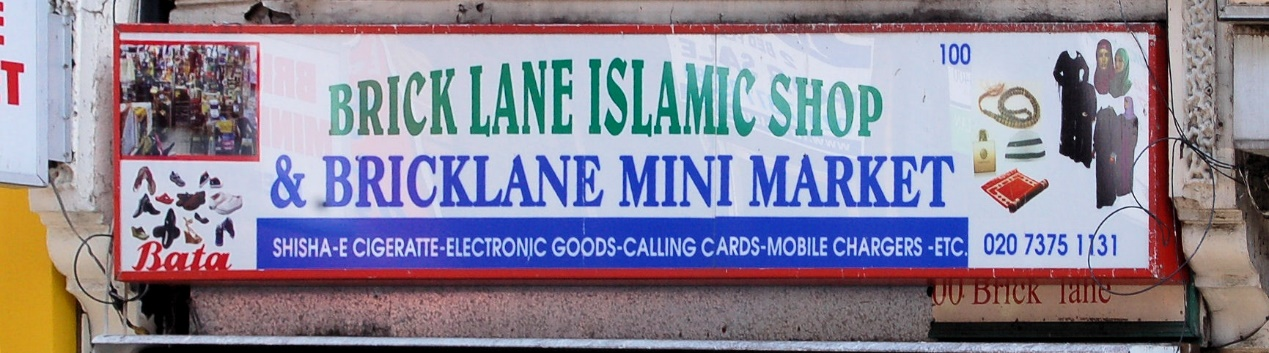 100
BRICK LANE ISLAMIC SHOP
& BRICKLANE MINI MARKET
Bata
SHISHA-E CIGERATTE-ELECTRONIC GOODS-CALLING CARDS-MOBILE CHARGERS -ETC.
020 7375 1131
00 Brick lane